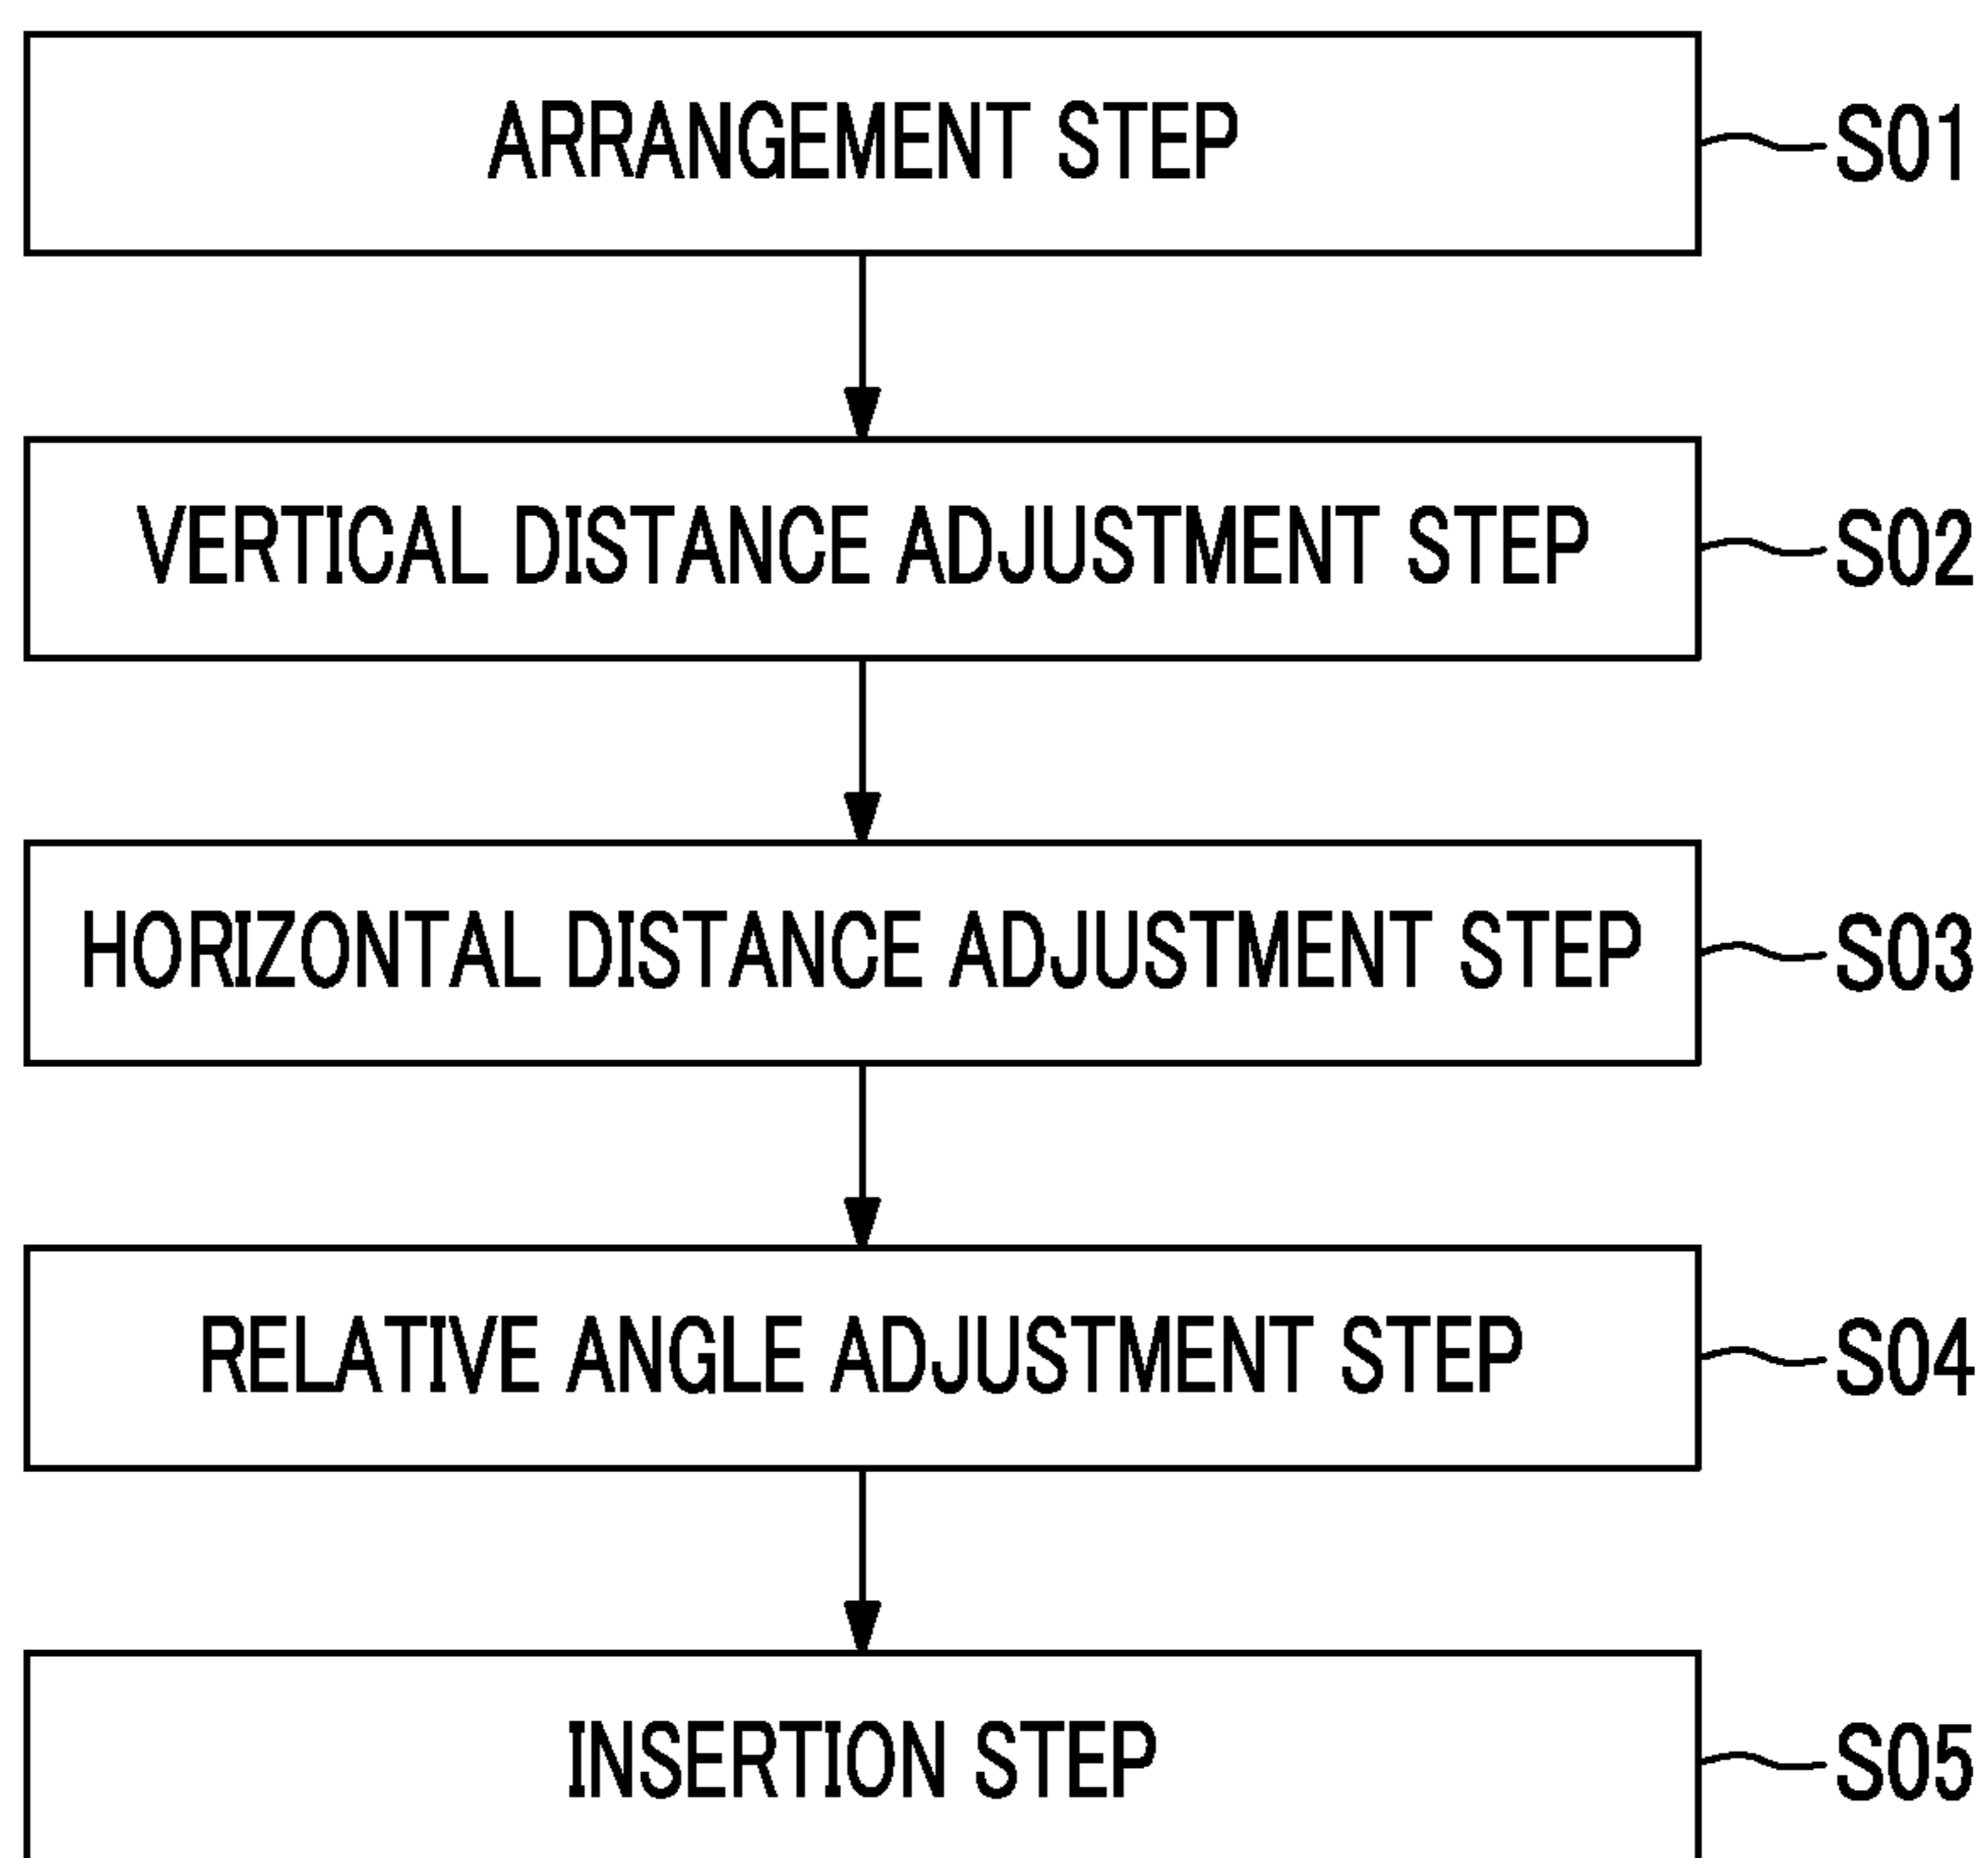 ARRANGEMENT STEP S01
VERTICAL DISTANCE ADJUSTMENT STEP S02
HORIZONTAL DISTANCE ADJUSTMENT STEP S03
RELATIVE ANGLE ADJUSTMENT STEP S04
INSERTION STEP S05